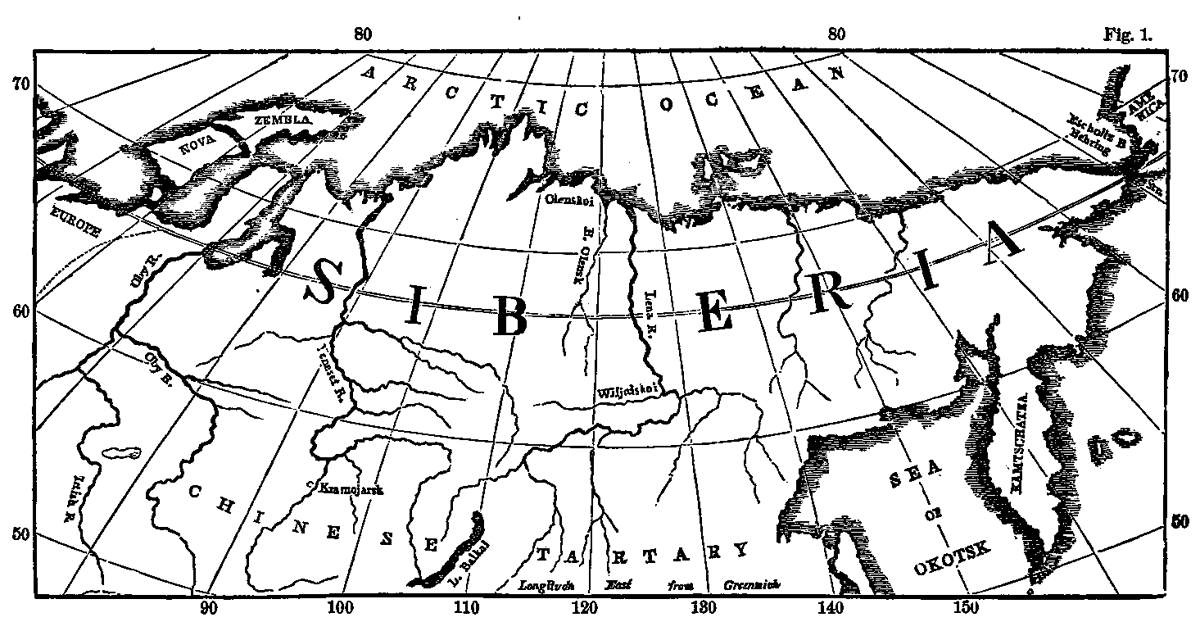 80
80
Fig. 1.
ARCTIC OCEAN
70
70
AME
RICA
Escholtz B
Behring
NOVA
ZEMBLA
EUROPE
Olenskoi
R. Olensk
Oby R.
SIBERIA
Lena R.
60
60
Oby R.
Yenesei R.
Wiljuiskoi
KAMTSCHATKA
Irtish R.
SEA
OF
OKOTSK
Krasnojarsk
CHINESE TARTARY
L. Baikal
50
50
Longitude East from Greenwich
90
100
110
120
130
140
150